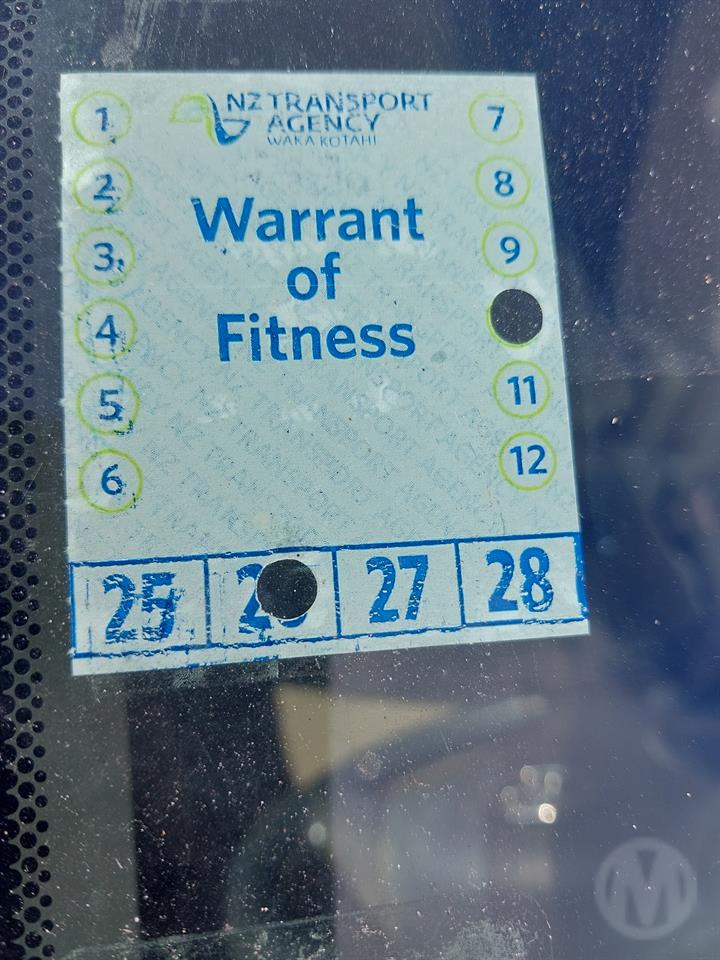 NZ TRANSPORT
AGENCY
WAKA KOTAHI
Warrant
of
Fitness
1
2
3
4
5
6
7
8
9
11
12
25 2 27 28
M